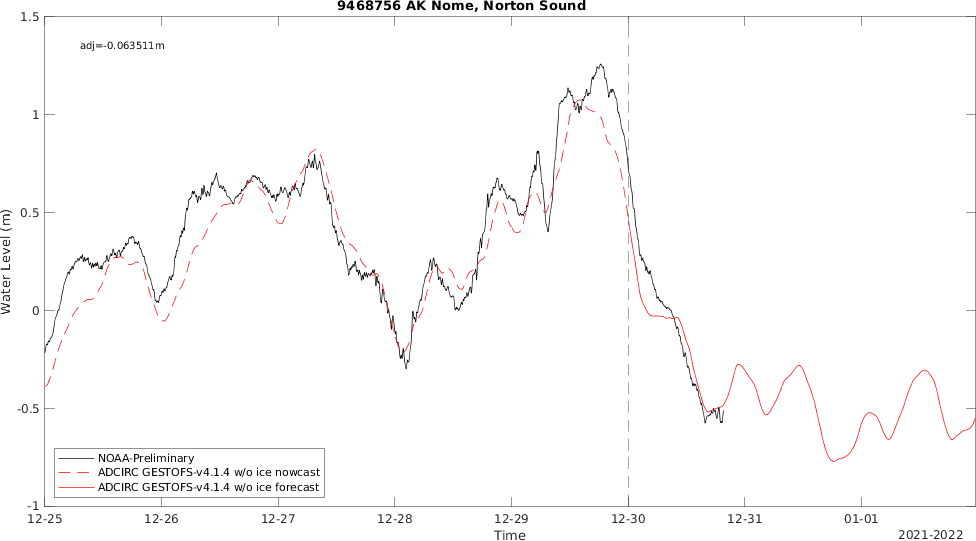 9468756 AK Nome, Norton Sound
1.5
adj=-0.063511m
1
0.5
Water Level (m)
0
-0.5
NOAA-Preliminary
ADCIRC GESTOFS-v4.1.4 w/o ice nowcast
ADCIRC GESTOFS-v4.1.4 w/o ice forecast
-1
12-25 12-26 12-27 12-28 12-29 12-30 12-31 01-01
Time
2021-2022